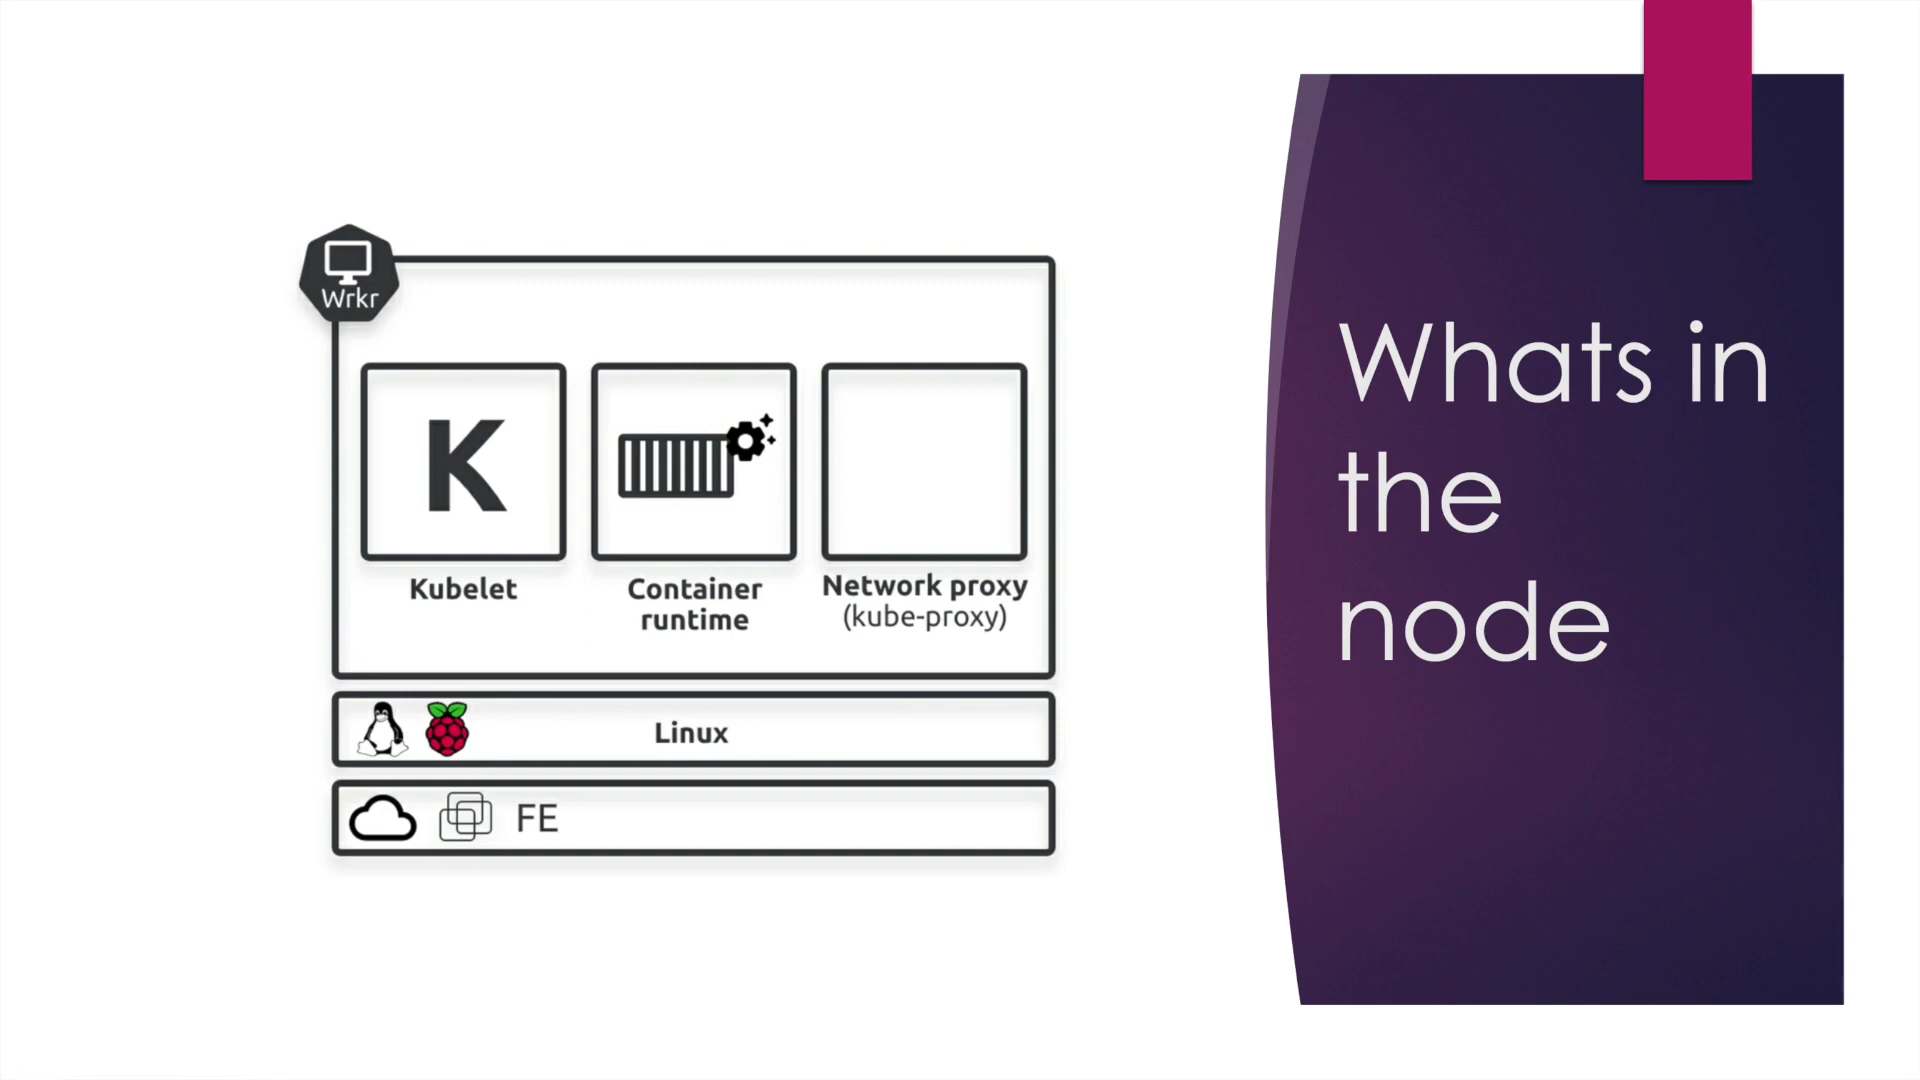 Wrkr
K
Kubelet
Container
runtime
Network proxy
(kube-proxy)
Linux
FE
Whats in
the
node